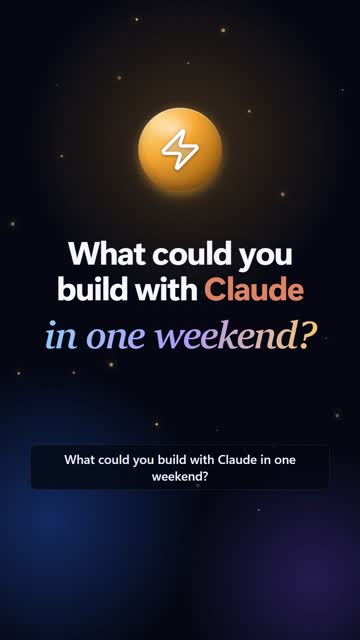 What could you
build with Claude
in one weekend?
What could you build with Claude in one
weekend?